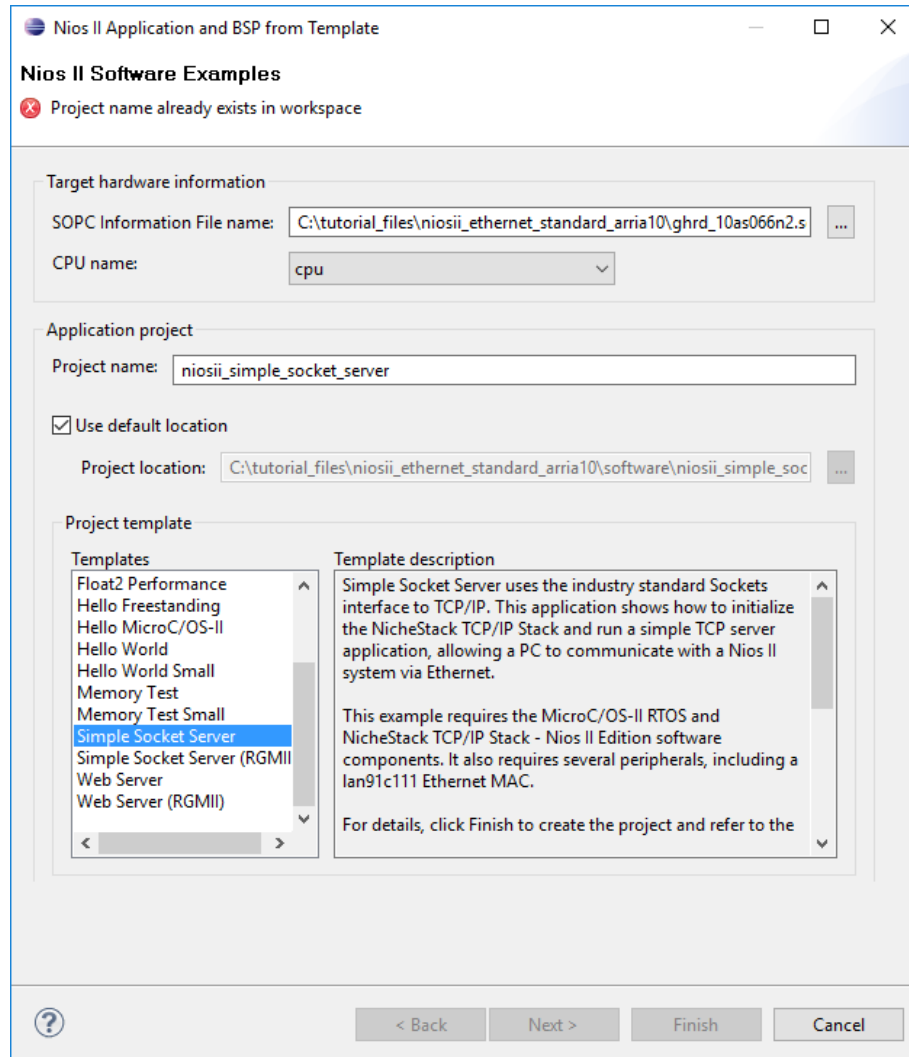 Nios II Application and BSP from Template
Nios II Software Examples
Project name already exists in workspace
Target hardware information
SOPC Information File name:
C:\tutorial_files\niosii_ethernet_standard_arria10\ghrd_10as066n2.s
...
CPU name:
cpu
Application project
Project name:
niosii_simple_socket_server
Use default location
Project location:
C:\tutorial_files\niosii_ethernet_standard_arria10\software\niosii_simple_soc
...
Project template
Templates
Float2 Performance
Hello Freestanding
Hello MicroC/OS-II
Hello World
Hello World Small
Memory Test
Memory Test Small
Simple Socket Server
Simple Socket Server (RGMII
Web Server
Web Server (RGMII)
Template description
Simple Socket Server uses the industry standard Sockets
interface to TCP/IP. This application shows how to initialize
the NicheStack TCP/IP Stack and run a simple TCP server
application, allowing a PC to communicate with a Nios II
system via Ethernet.
This example requires the MicroC/OS-II RTOS and
NicheStack TCP/IP Stack - Nios II Edition software
components. It also requires several peripherals, including a
lan91c111 Ethernet MAC.
For details, click Finish to create the project and refer to the
?
< Back
Next >
Finish
Cancel